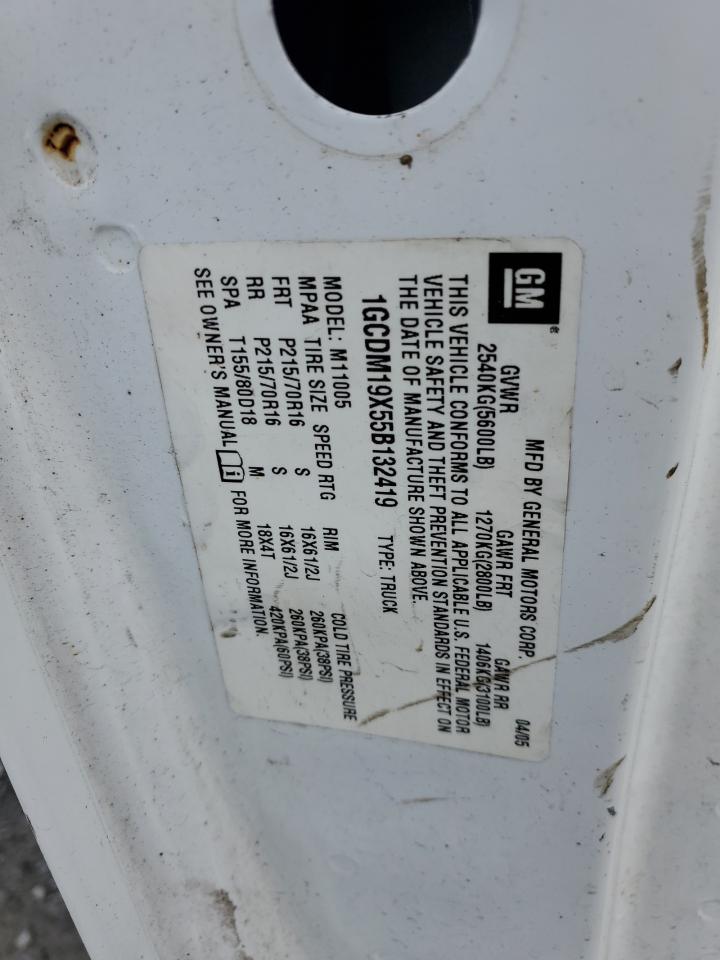 GM
®
MFD BY GENERAL MOTORS CORP. 04/05
GVWR GAWR FRT GAWR RR
2540KG(5600LB) 1270KG(2800LB) 1406KG(3100LB)
THIS VEHICLE CONFORMS TO ALL APPLICABLE U.S. FEDERAL MOTOR
VEHICLE SAFETY AND THEFT PREVENTION STANDARDS IN EFFECT ON
THE DATE OF MANUFACTURE SHOWN ABOVE.
1GCDM19X55B132419 TYPE: TRUCK
MODEL: M11005
MPAA TIRE SIZE SPEED RTG RIM COLD TIRE PRESSURE
FRT P215/70R16 S 16X61/2J 260KPA(38PSI)
RR P215/70R16 S 16X61/2J 260KPA(38PSI)
SPA T155/80D18 M 18X4T 420KPA(60PSI)
SEE OWNER'S MANUAL i FOR MORE INFORMATION.